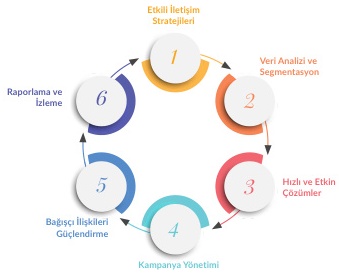 Etkili İletişim
Stratejileri
1
Veri Analizi ve
Segmentasyon
2
Hızlı ve Etkin
Çözümler
3
4
Kampanya Yönetimi
5
Bağışçı İlişkileri
Güçlendirme
Raporlama ve
İzleme
6